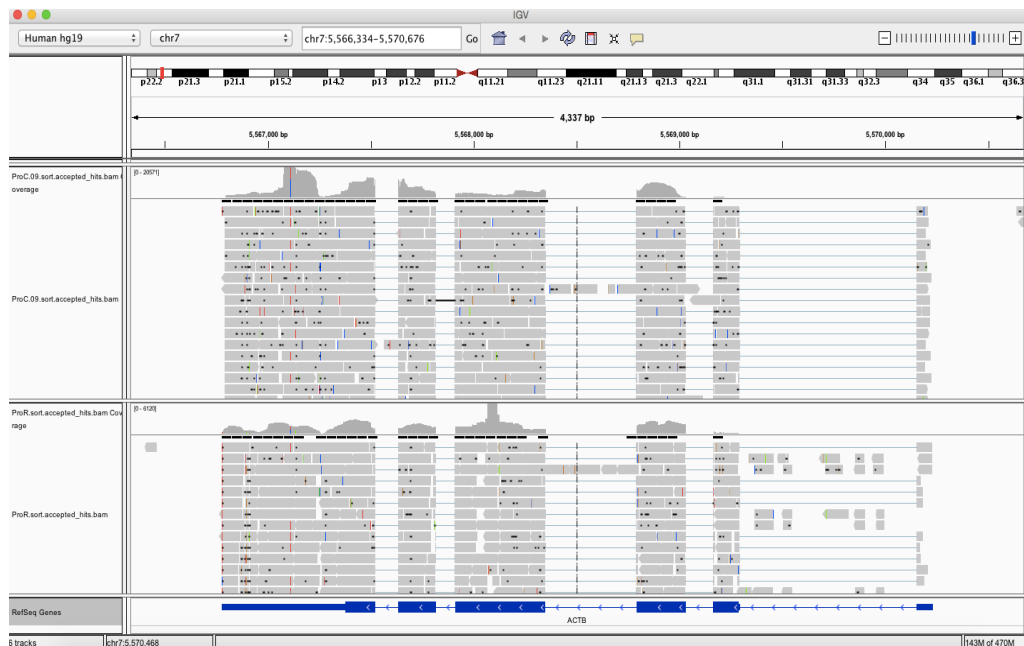 IGV
Human hg19 chr7 chr7:5,566,334-5,570,676 Go
p22.2 p21.3 p21.1 p15.2 p14.2 p13 p12.2 p11.2 q11.21 q11.23 q21.11 q21.13 q21.3 q22.1 q31.1 q31.31 q31.33 q32.3 q34 q35 q36.1 q36.3
4,337 bp
5,567,000 bp 5,568,000 bp 5,569,000 bp 5,570,000 bp
ProC.09.sort.accepted_hits.bam
overage
[0 - 20571]
ProC.09.sort.accepted_hits.bam
ProR.sort.accepted_hits.bam Cov
rage
[0 - 6120]
ProR.sort.accepted_hits.bam
RefSeq Genes
ACTB
tracks chr7:5,570,468 143M of 470M